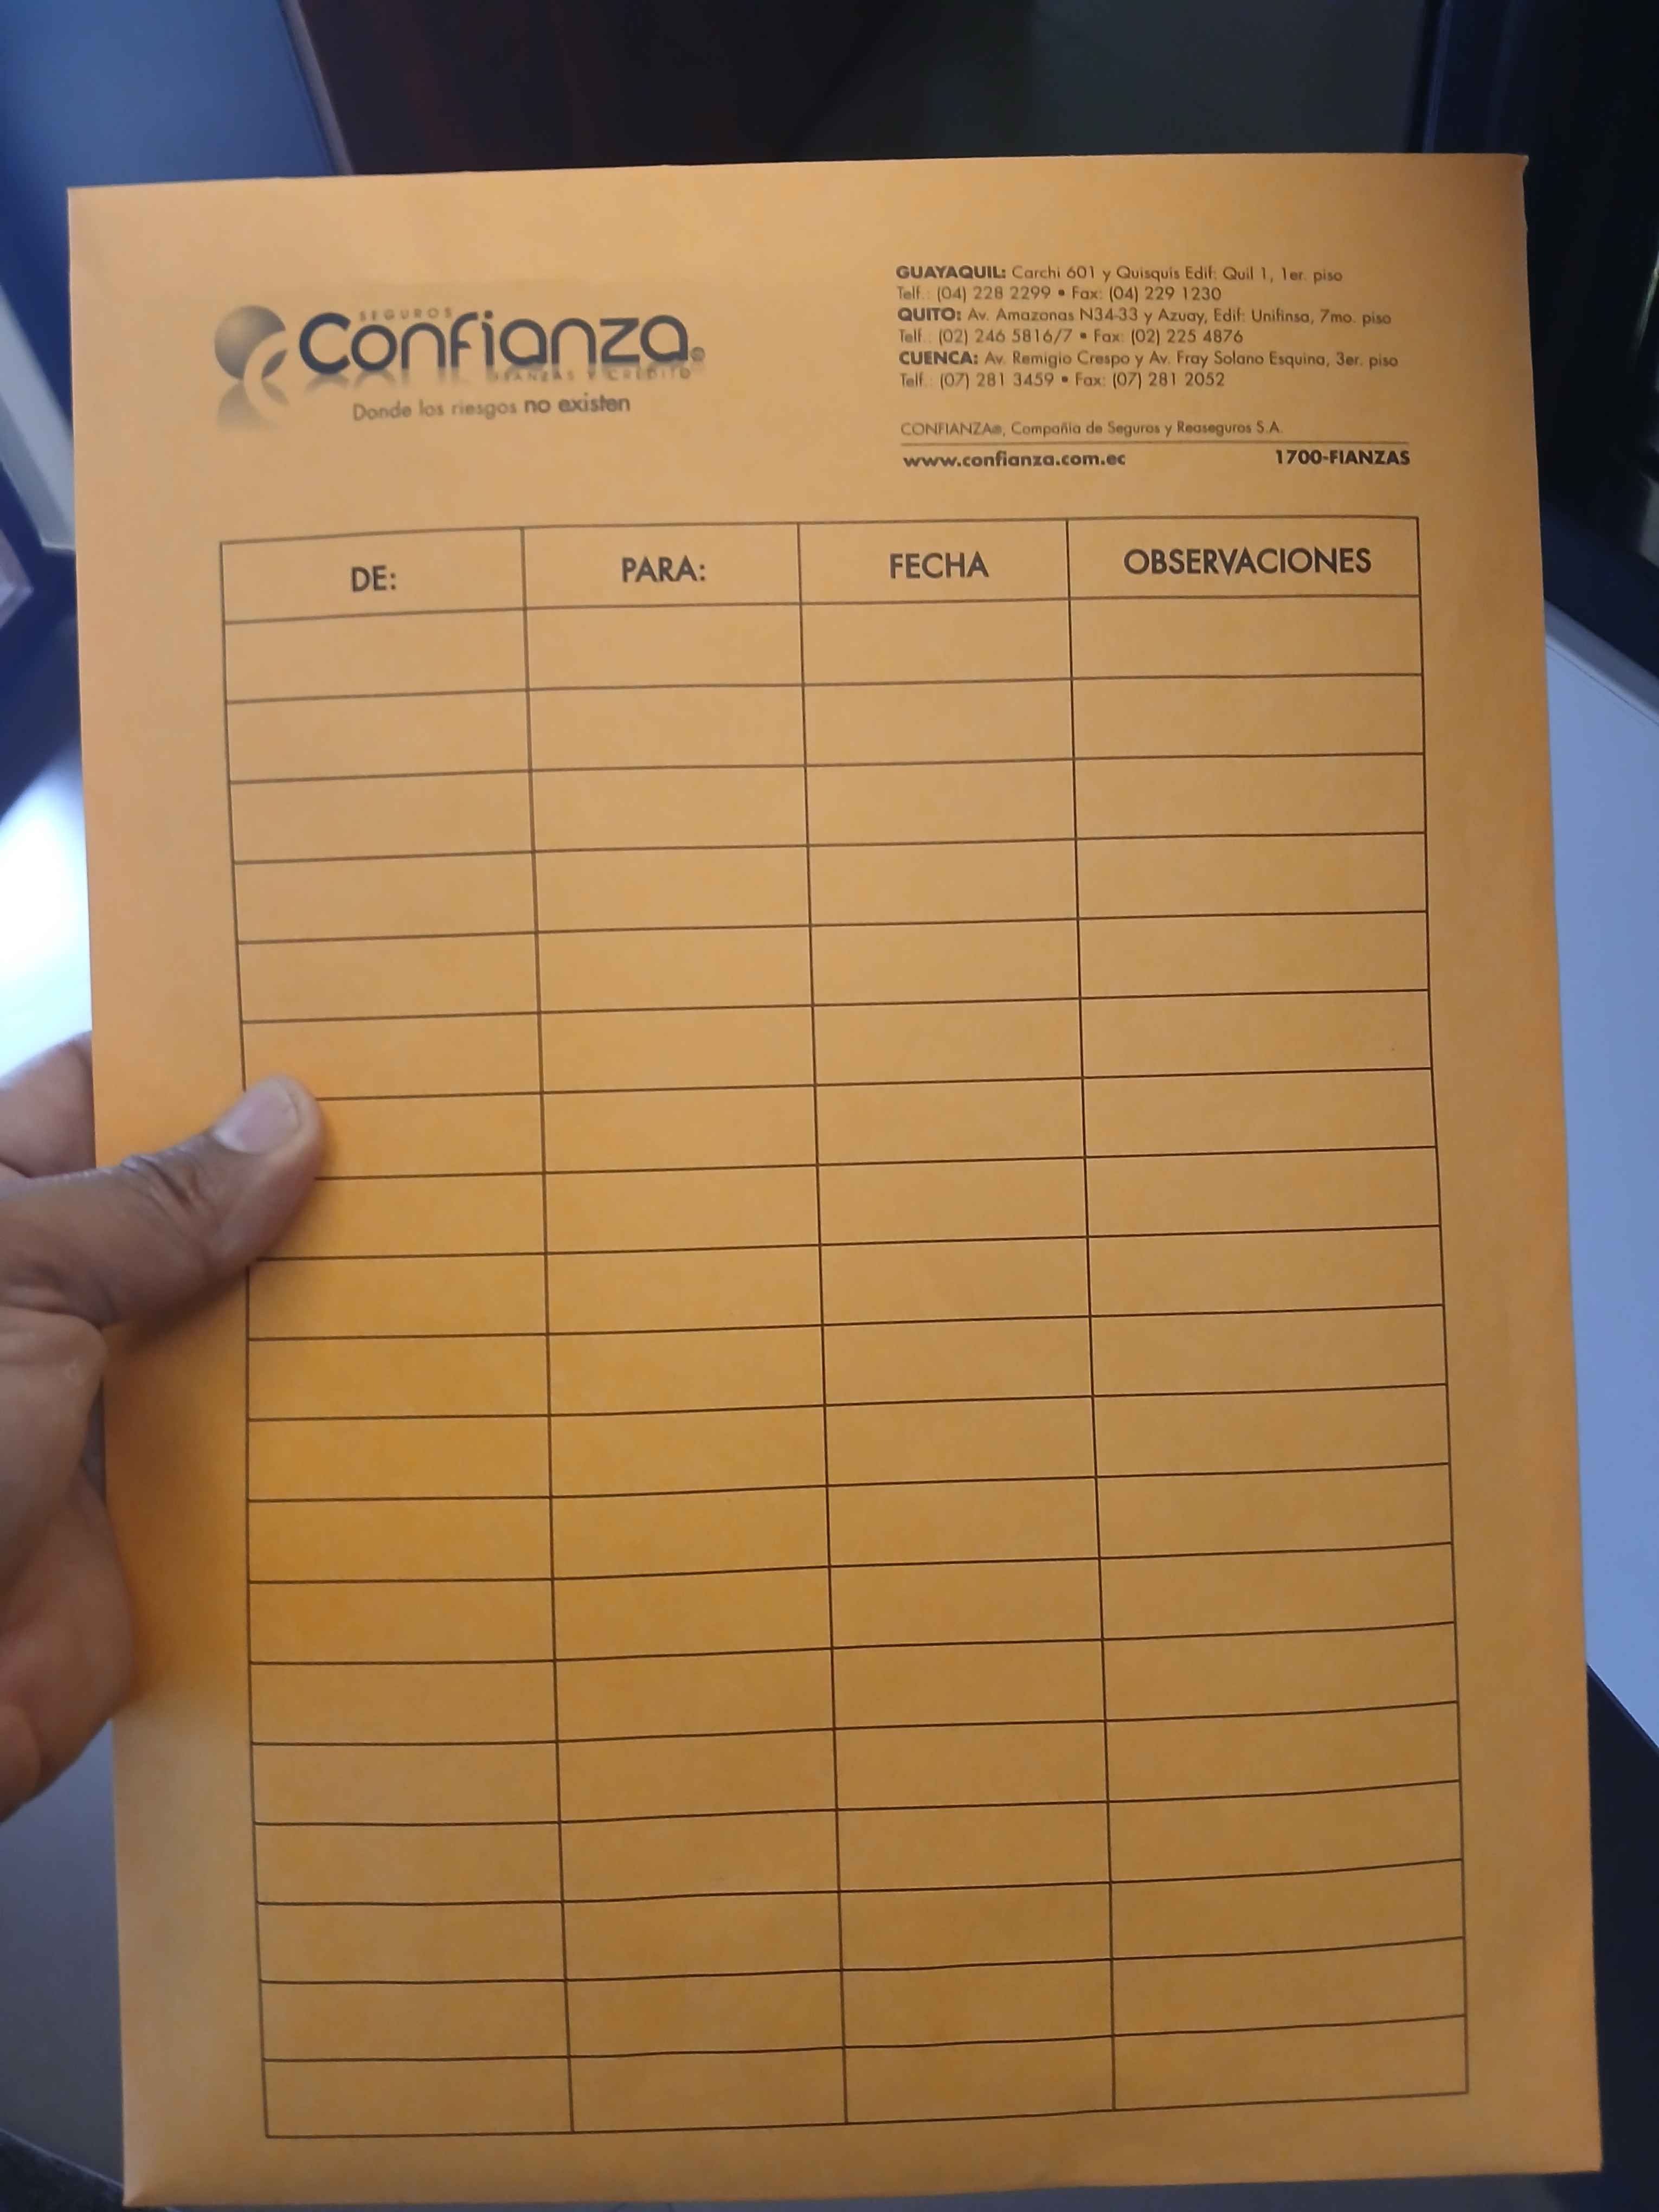 SEGUROS
Confianza®
FIANZAS Y CRÉDITO
Donde los riesgos no existen
GUAYAQUIL: Carchi 601 y Quisquis Edif: Quil 1, 1er. piso
Telf.: (04) 228 2299 • Fax: (04) 229 1230
QUITO: Av. Amazonas N34-33 y Azuay, Edif: Unifinsa, 7mo. piso
Telf.: (02) 246 5816/7 • Fax: (02) 225 4876
CUENCA: Av. Remigio Crespo y Av. Fray Solano Esquina, 3er. piso
Telf.: (07) 281 3459 • Fax: (07) 281 2052
CONFIANZA®, Compañia de Seguros y Reaseguros S.A.
www.confianza.com.ec 1700-FIANZAS
DE: PARA: FECHA OBSERVACIONES